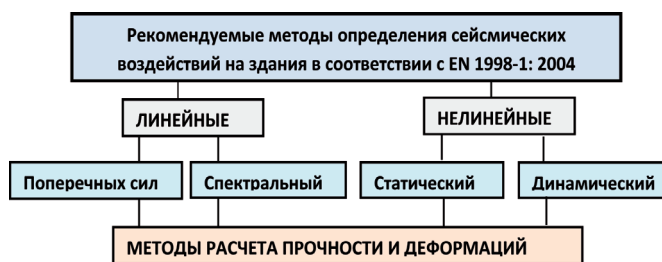 Рекомендуемые методы определения сейсмических
воздействий на здания в соответствии с EN 1998-1: 2004
ЛИНЕЙНЫЕ
НЕЛИНЕЙНЫЕ
Поперечных сил
Спектральный
Статический
Динамический
МЕТОДЫ РАСЧЕТА ПРОЧНОСТИ И ДЕФОРМАЦИЙ